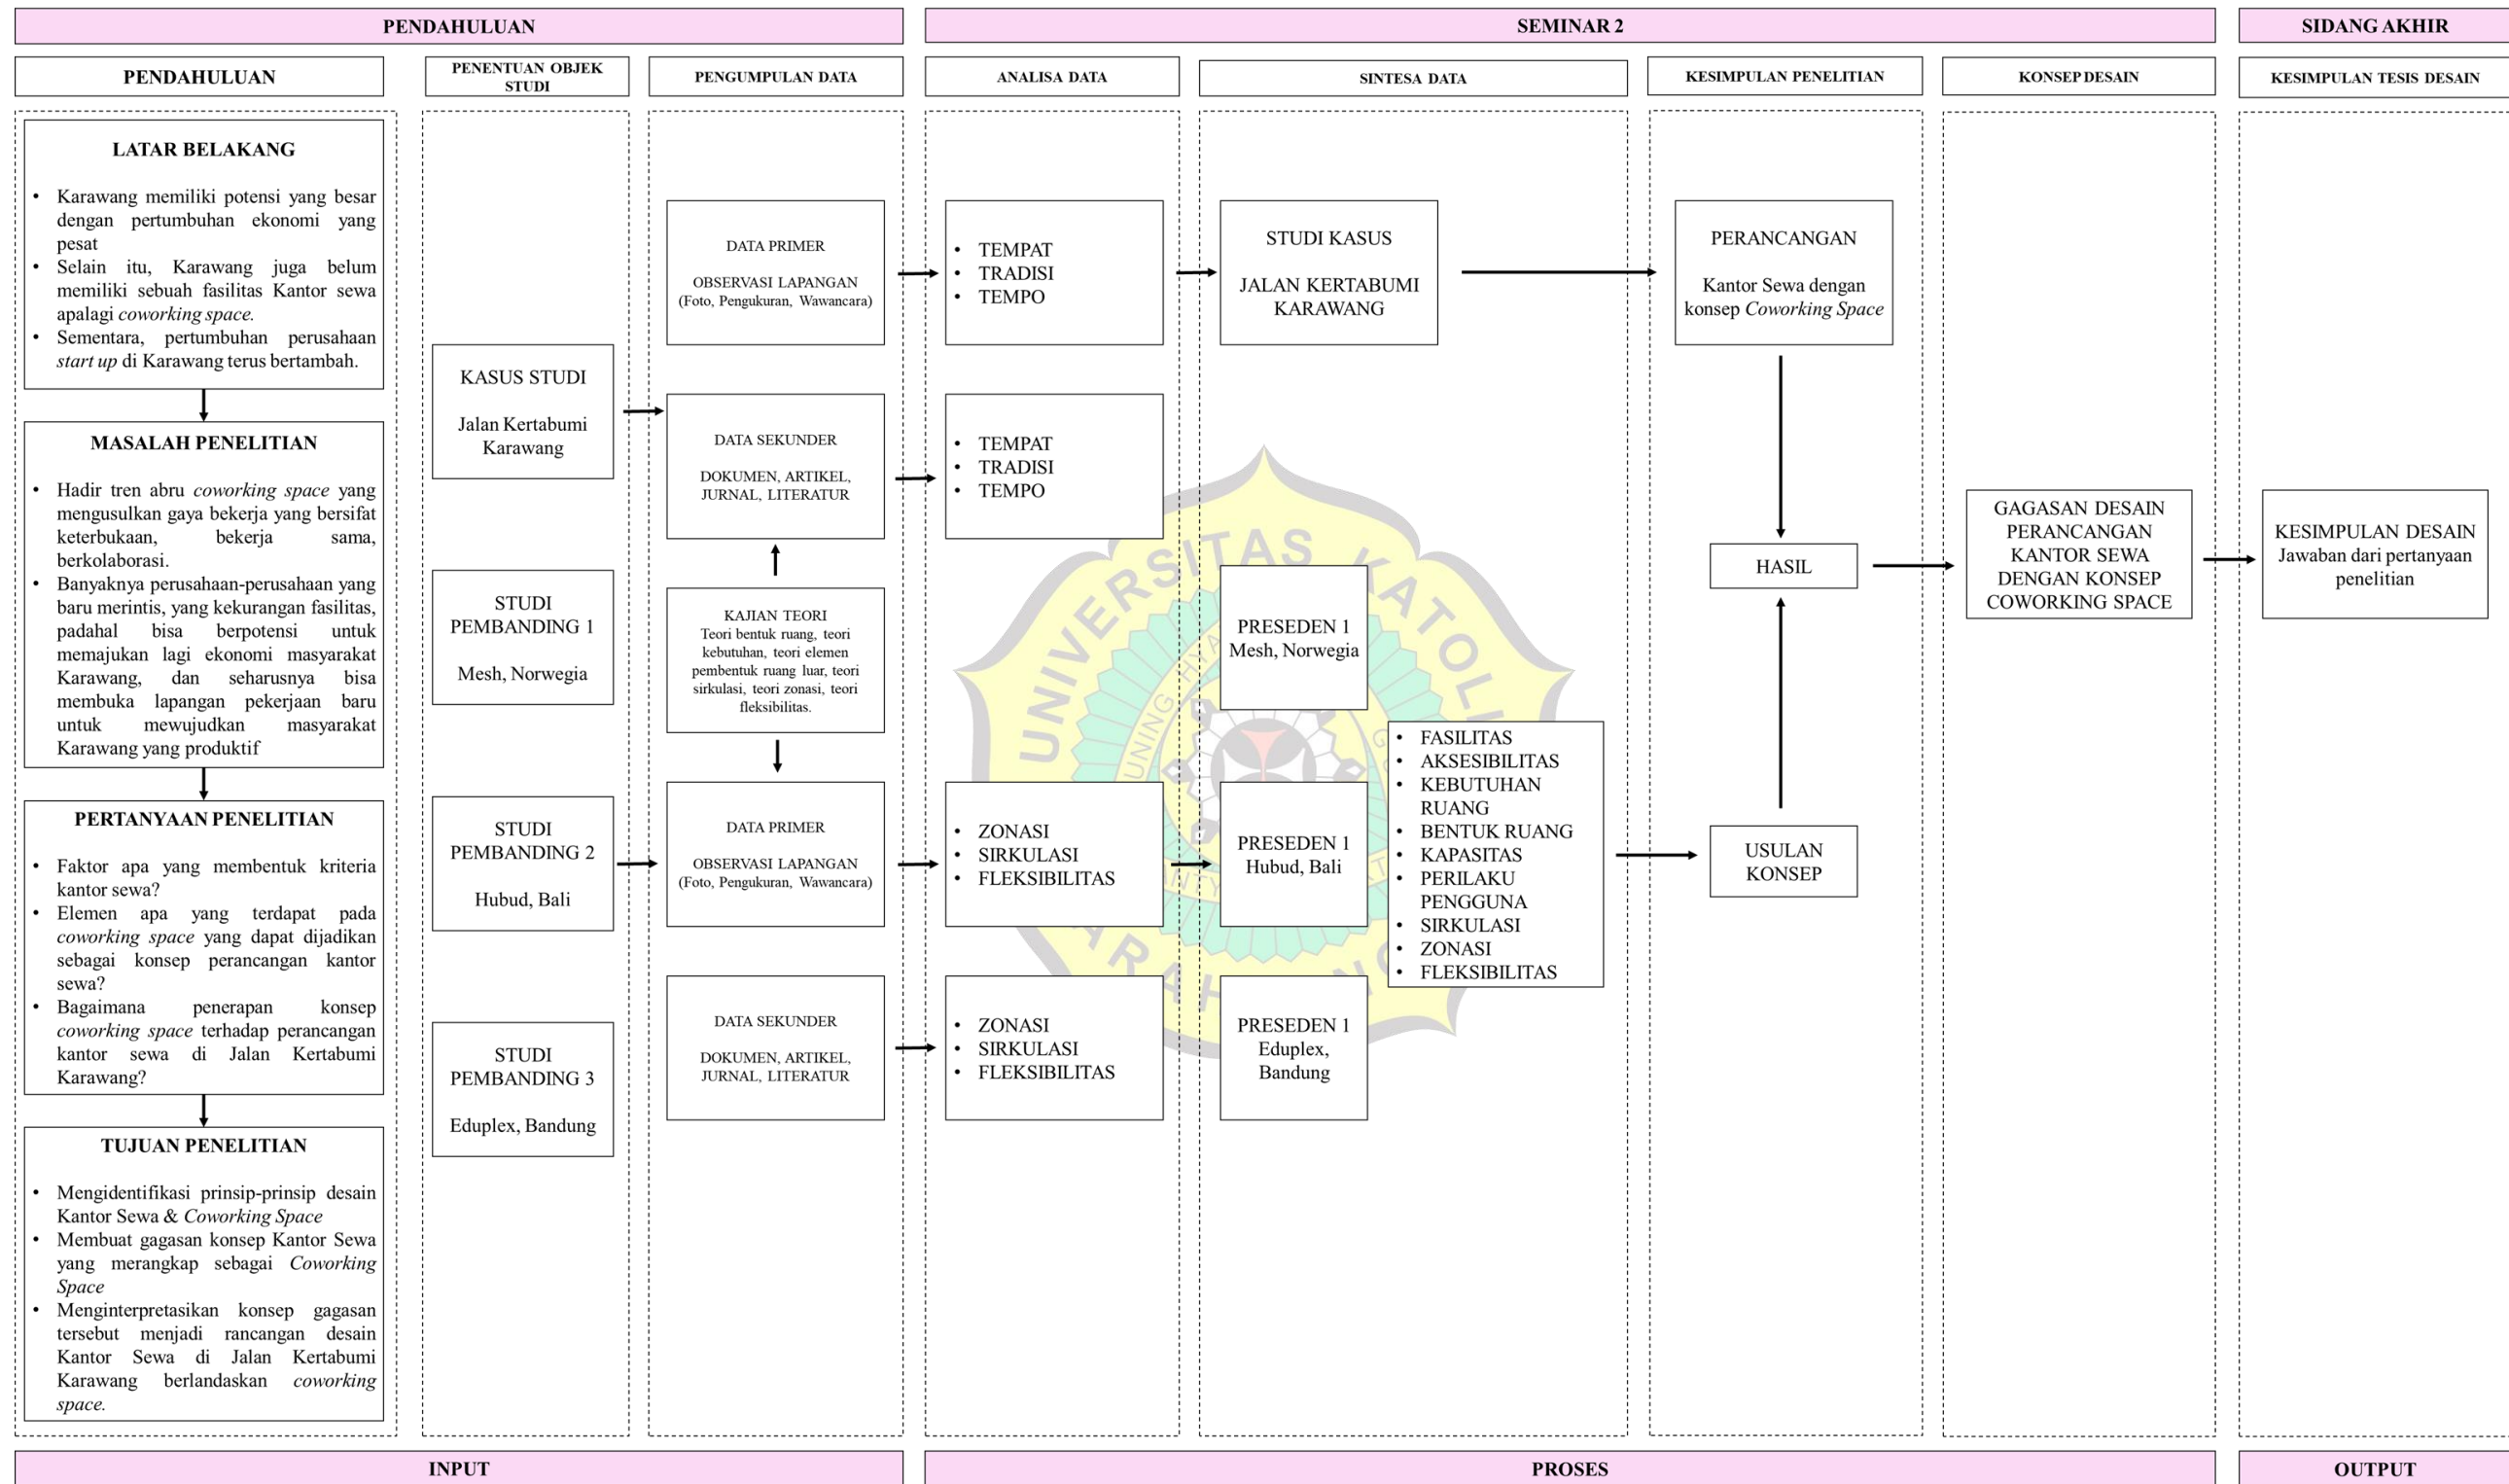 PENDAHULUAN
SEMINAR 2
SIDANG AKHIR
PENDAHULUAN
PENENTUAN OBJEK
STUDI
PENGUMPULAN DATA
ANALISA DATA
SINTESA DATA
KESIMPULAN PENELITIAN
KONSEP DESAIN
KESIMPULAN TESIS DESAIN
LATAR BELAKANG
• Karawang memiliki potensi yang besar
dengan pertumbuhan ekonomi yang
pesat
• Selain itu, Karawang juga belum
memiliki sebuah fasilitas Kantor sewa
apalagi coworking space.
• Sementara, pertumbuhan perusahaan
start up di Karawang terus bertambah.
MASALAH PENELITIAN
• Hadir tren abru coworking space yang
mengusulkan gaya bekerja yang bersifat
keterbukaan, bekerja sama,
berkolaborasi.
• Banyaknya perusahaan-perusahaan yang
baru merintis, yang kekurangan fasilitas,
padahal bisa berpotensi untuk
memajukan lagi ekonomi masyarakat
Karawang, dan seharusnya bisa
membuka lapangan pekerjaan baru
untuk mewujudkan masyarakat
Karawang yang produktif
PERTANYAAN PENELITIAN
• Faktor apa yang membentuk kriteria
kantor sewa?
• Elemen apa yang terdapat pada
coworking space yang dapat dijadikan
sebagai konsep perancangan kantor
sewa?
• Bagaimana penerapan konsep
coworking space terhadap perancangan
kantor sewa di Jalan Kertabumi
Karawang?
TUJUAN PENELITIAN
• Mengidentifikasi prinsip-prinsip desain
Kantor Sewa & Coworking Space
• Membuat gagasan konsep Kantor Sewa
yang merangkap sebagai Coworking
Space
• Menginterpretasikan konsep gagasan
tersebut menjadi rancangan desain
Kantor Sewa di Jalan Kertabumi
Karawang berlandaskan coworking
space.
KASUS STUDI
Jalan Kertabumi
Karawang
STUDI
PEMBANDING 1
Mesh, Norwegia
STUDI
PEMBANDING 2
Hubud, Bali
STUDI
PEMBANDING 3
Eduplex, Bandung
DATA PRIMER
OBSERVASI LAPANGAN
(Foto, Pengukuran, Wawancara)
DATA SEKUNDER
DOKUMEN, ARTIKEL,
JURNAL, LITERATUR
KAJIAN TEORI
Teori bentuk ruang, teori
kebutuhan, teori elemen
pembentuk ruang luar, teori
sirkulasi, teori zonasi, teori
fleksibilitas.
DATA PRIMER
OBSERVASI LAPANGAN
(Foto, Pengukuran, Wawancara)
DATA SEKUNDER
DOKUMEN, ARTIKEL,
JURNAL, LITERATUR
• TEMPAT
• TRADISI
• TEMPO
• TEMPAT
• TRADISI
• TEMPO
• ZONASI
• SIRKULASI
• FLEKSIBILITAS
• ZONASI
• SIRKULASI
• FLEKSIBILITAS
STUDI KASUS
JALAN KERTABUMI
KARAWANG
PRESEDEN 1
Mesh, Norwegia
PRESEDEN 1
Hubud, Bali
PRESEDEN 1
Eduplex,
Bandung
• FASILITAS
• AKSESIBILITAS
• KEBUTUHAN
RUANG
• BENTUK RUANG
• KAPASITAS
• PERILAKU
PENGGUNA
• SIRKULASI
• ZONASI
• FLEKSIBILITAS
PERANCANGAN
Kantor Sewa dengan
konsep Coworking Space
HASIL
USULAN
KONSEP
GAGASAN DESAIN
PERANCANGAN
KANTOR SEWA
DENGAN KONSEP
COWORKING SPACE
KESIMPULAN DESAIN
Jawaban dari pertanyaan
penelitian
UNIVERSITAS KATOLI
INPUT
PROSES
OUTPUT